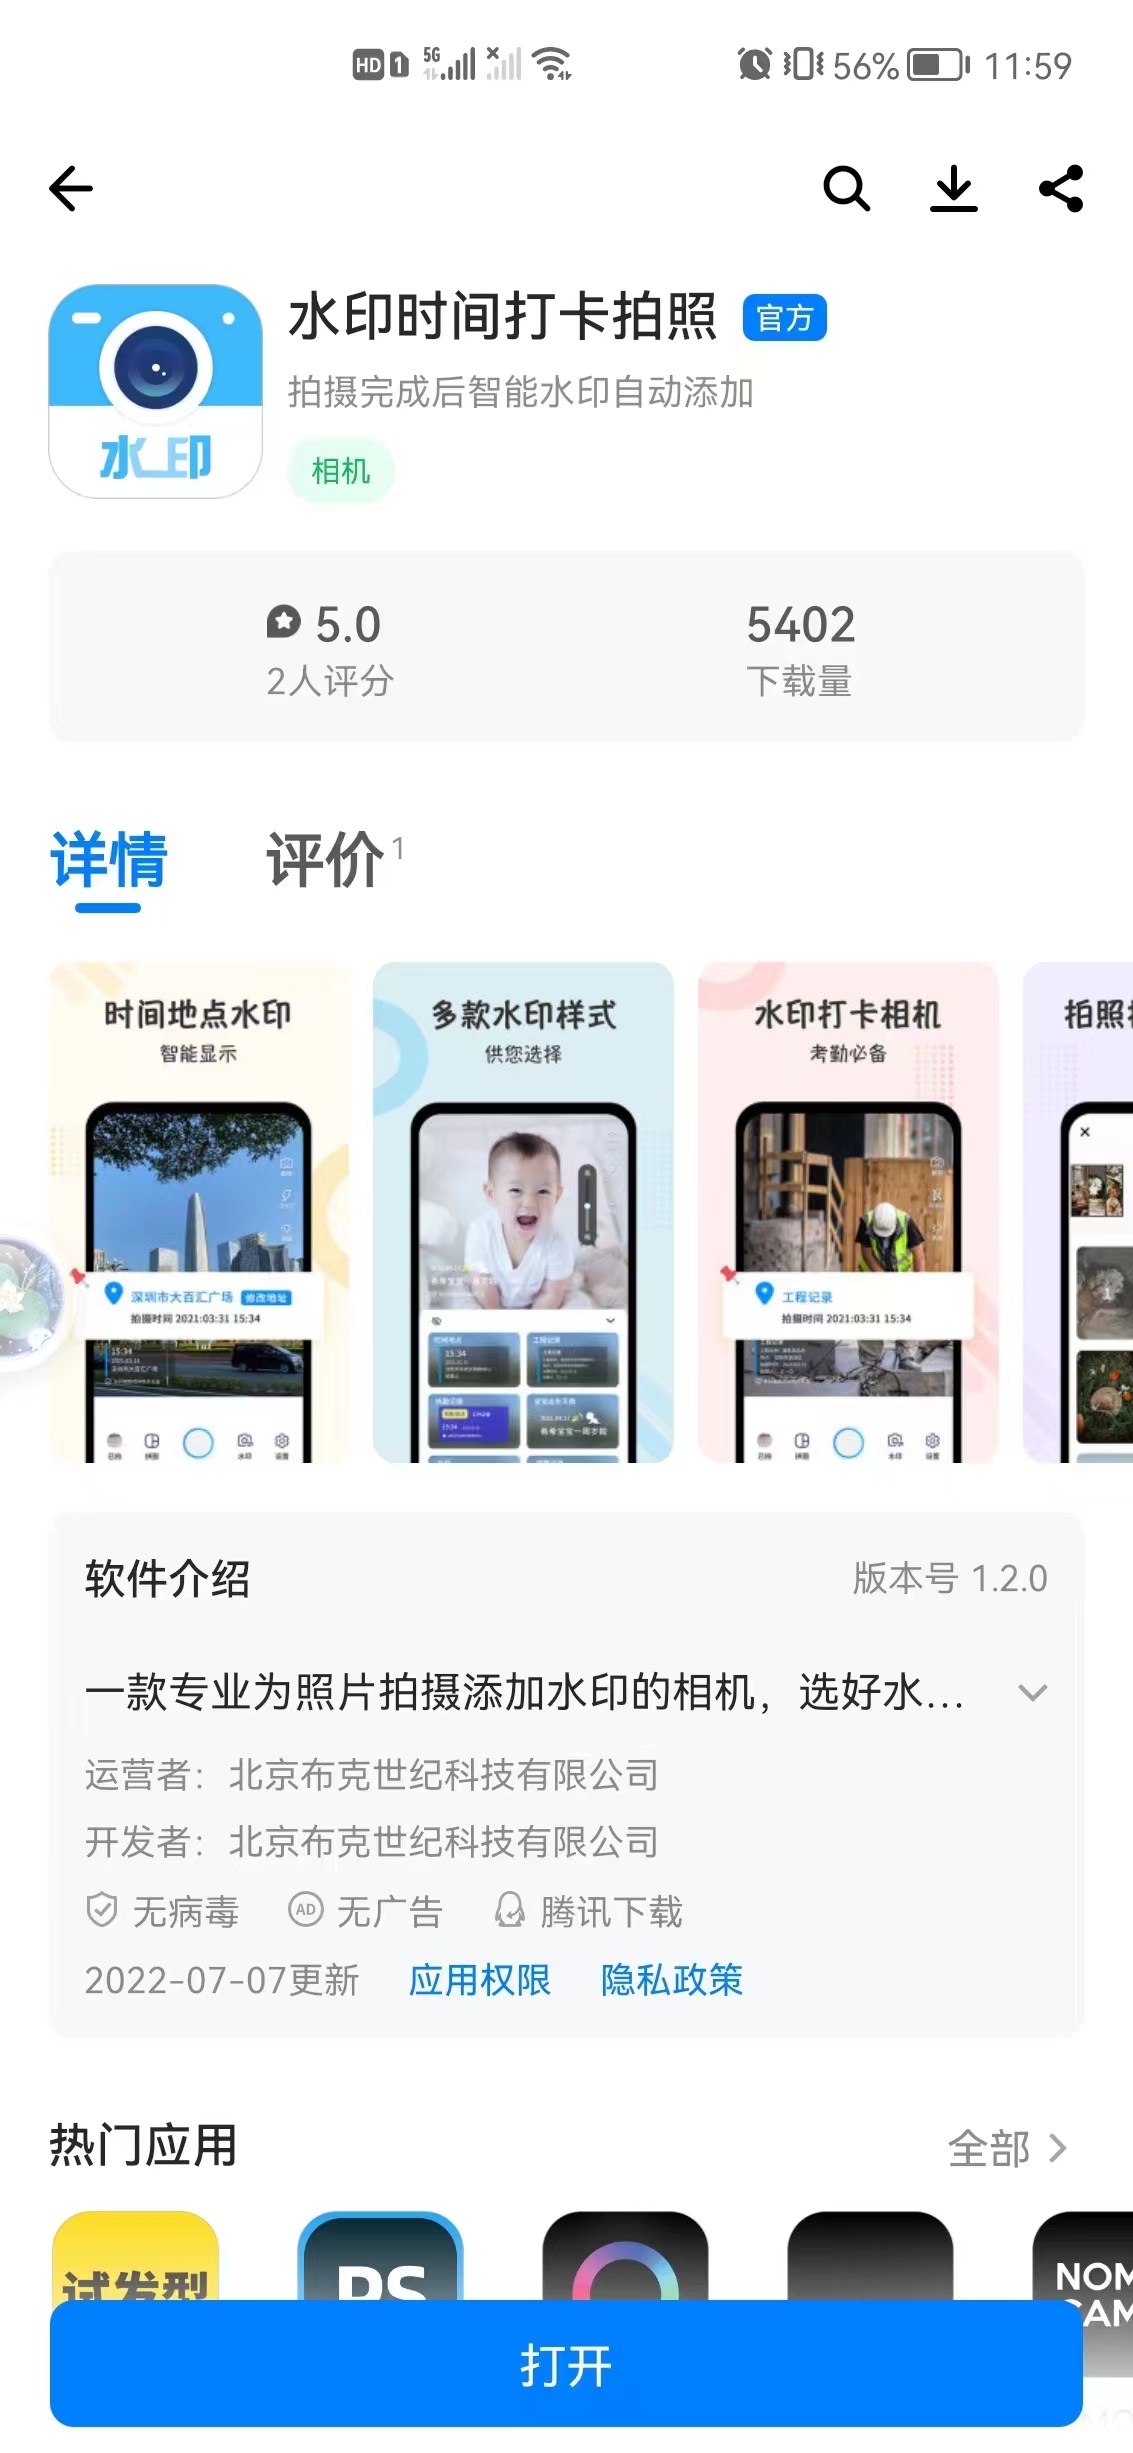 HD 1 5G 56% 11:59
水印时间打卡拍照 官方
拍摄完成后智能水印自动添加
水印
相机
5.0 5402
2人评分 下载量
详情 评价 1
时间地点水印 多款水印样式 水印打卡相机
智能显示 供您选择 考勤必备
深圳市大百汇广场 修改地址
拍摄时间 2021:03:31 15:34
工程记录
拍摄时间 2021:03:31 15:34
15:34
软件介绍 版本号 1.2.0
一款专业为照片拍摄添加水印的相机，选好水...
运营者：北京布克世纪科技有限公司
开发者：北京布克世纪科技有限公司
无病毒 AD 无广告 腾讯下载
2022-07-07更新 应用权限 隐私政策
热门应用 全部
试发型 PS
打开